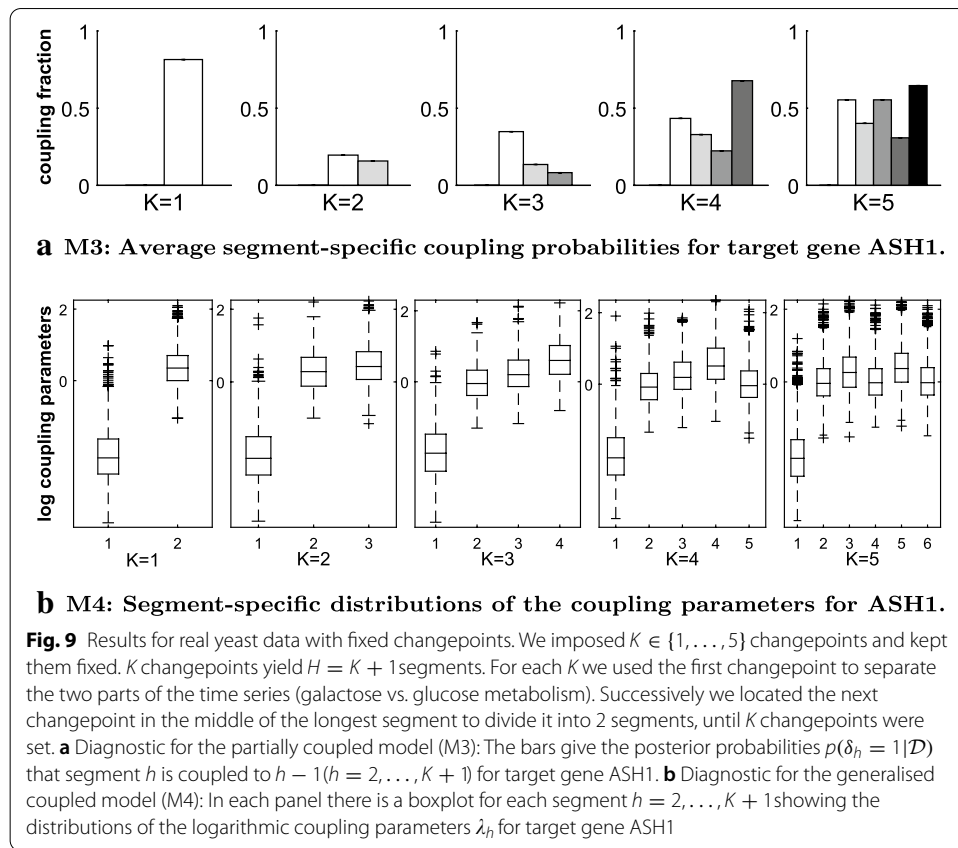 coupling fraction
1
0.5
0
K=1
1
0.5
0
K=2
1
0.5
0
K=3
1
0.5
0
K=4
1
0.5
0
K=5
a M3: Average segment-specific coupling probabilities for target gene ASH1.
log coupling parameters
2
0
1 2
K=1
2
0
1 2 3
K=2
2
0
1 2 3 4
K=3
2
0
1 2 3 4 5
K=4
2
0
1 2 3 4 5 6
K=5
b M4: Segment-specific distributions of the coupling parameters for ASH1.
Fig. 9 Results for real yeast data with fixed changepoints. We imposed K ∈ {1, . . . , 5} changepoints and kept
them fixed. K changepoints yield H = K + 1 segments. For each K we used the first changepoint to separate
the two parts of the time series (galactose vs. glucose metabolism). Successively we located the next
changepoint in the middle of the longest segment to divide it into 2 segments, until K changepoints were
set. a Diagnostic for the partially coupled model (M3): The bars give the posterior probabilities p(δh = 1|D)
that segment h is coupled to h − 1(h = 2, . . . , K + 1) for target gene ASH1. b Diagnostic for the generalised
coupled model (M4): In each panel there is a boxplot for each segment h = 2, . . . , K + 1 showing the
distributions of the logarithmic coupling parameters λh for target gene ASH1